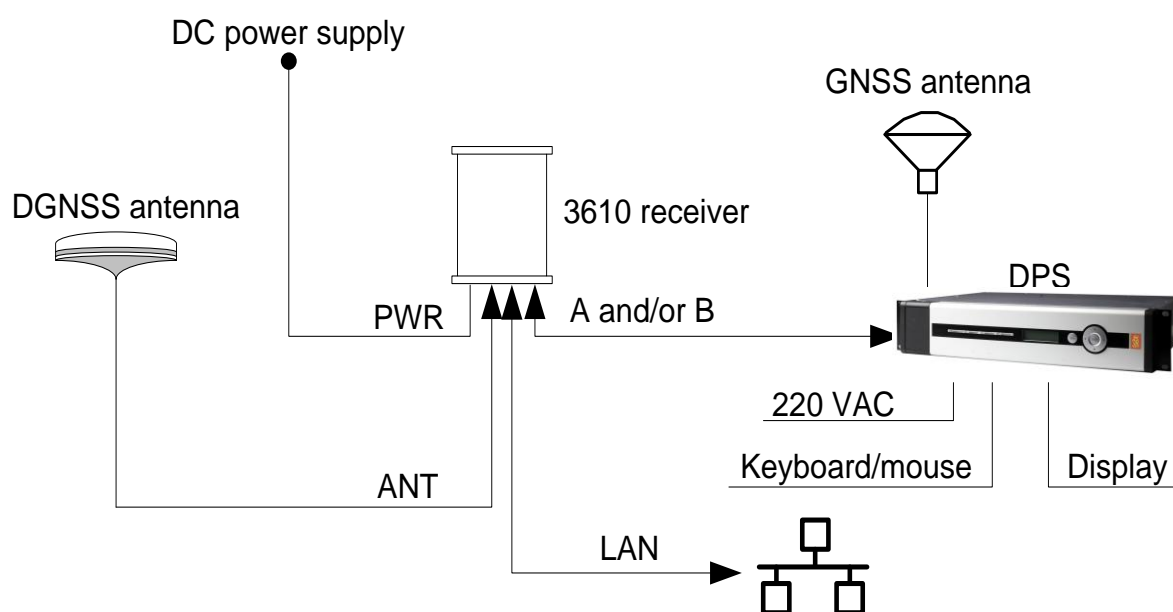 DC power supply
GNSS antenna
DGNSS antenna
3610 receiver
DPS
PWR
A and/or B
220 VAC
Keyboard/mouse
Display
ANT
LAN